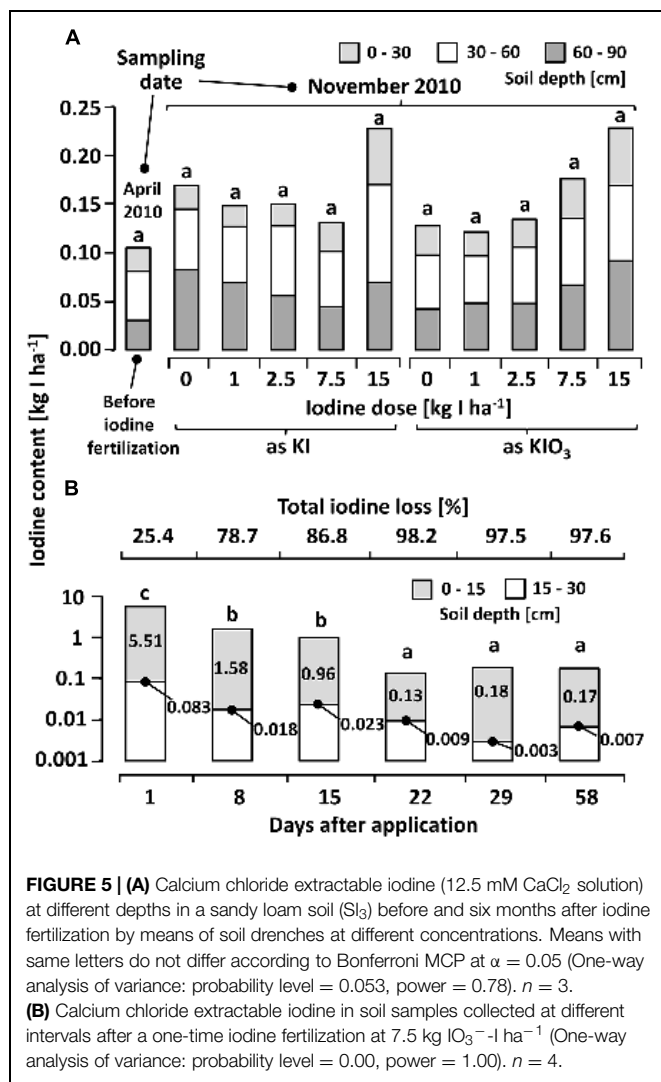 A
0 - 30 30 - 60 60 - 90
Soil depth [cm]
Sampling
date
November 2010
Iodine content [kg I ha⁻¹]
0.25
0.20
0.15
0.10
0.05
0.00
April
2010
a
a a a a a a a a a a
Before
iodine
fertilization
0 1 2.5 7.5 15 0 1 2.5 7.5 15
Iodine dose [kg I ha⁻¹]
as KI as KIO₃
B
Total iodine loss [%]
25.4 78.7 86.8 98.2 97.5 97.6
0 - 15 15 - 30
Soil depth [cm]
10
1
0.1
0.01
0.001
c b b a a a
5.51 1.58 0.96 0.13 0.18 0.17
0.083 0.018 0.023 0.009 0.003 0.007
1 8 15 22 29 58
Days after application
FIGURE 5 | (A) Calcium chloride extractable iodine (12.5 mM CaCl₂ solution)
at different depths in a sandy loam soil (Sl₃) before and six months after iodine
fertilization by means of soil drenches at different concentrations. Means with
same letters do not differ according to Bonferroni MCP at α = 0.05 (One-way
analysis of variance: probability level = 0.053, power = 0.78). n = 3.
(B) Calcium chloride extractable iodine in soil samples collected at different
intervals after a one-time iodine fertilization at 7.5 kg IO₃⁻-I ha⁻¹ (One-way
analysis of variance: probability level = 0.00, power = 1.00). n = 4.